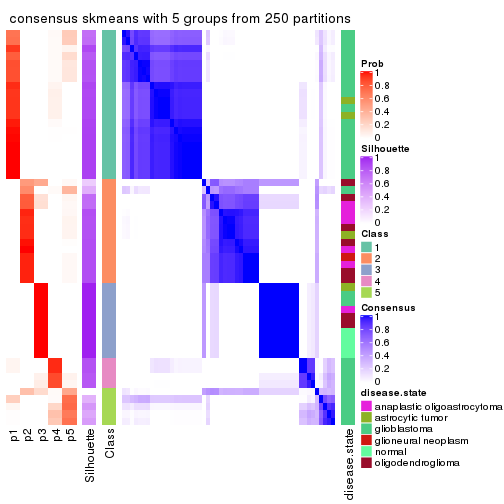 consensus skmeans with 5 groups from 250 partitions
Prob
1
0.8
0.6
0.4
0.2
0
Silhouette
1
0.8
0.6
0.4
0.2
0
Class
1
2
3
4
5
Consensus
1
0.8
0.6
0.4
0.2
0
disease.state
anaplastic oligoastrocytoma
astrocytic tumor
glioblastoma
glioneural neoplasm
normal
oligodendroglioma
p1
p2
p3
p4
p5
Silhouette
Class
disease.state